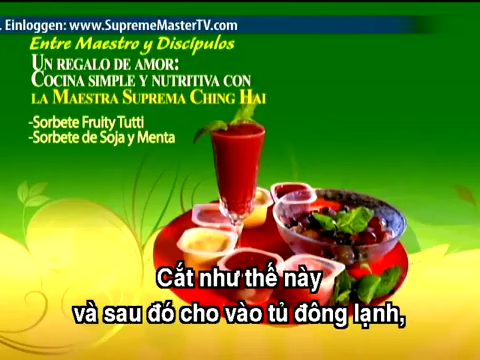 . Einloggen: www.SupremeMasterTV.com
Entre Maestro y Discípulos
UN REGALO DE AMOR:
COCINA SIMPLE Y NUTRITIVA CON
LA MAESTRA SUPREMA CHING HAI
-Sorbete Fruity Tutti
-Sorbete de Soja y Menta
Cắt như thế này
và sau đó cho vào tủ đông lạnh,